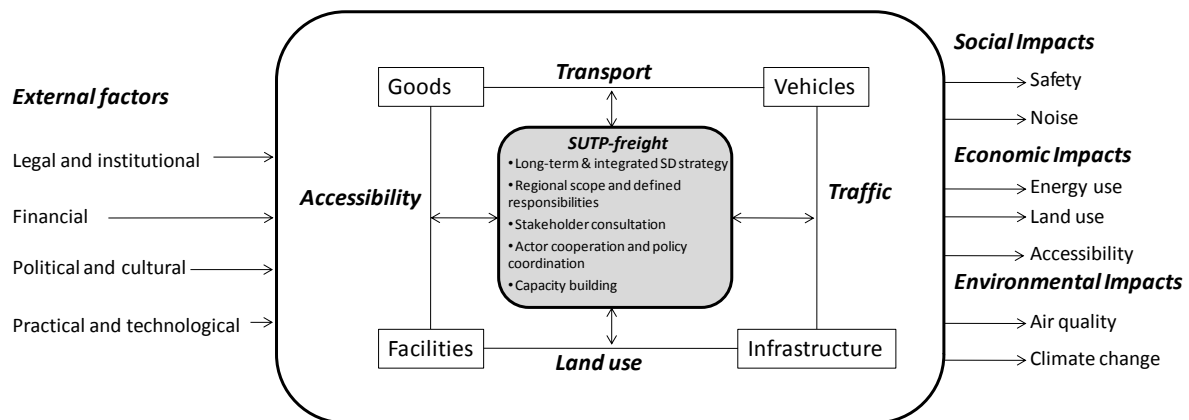 External factors
Legal and institutional
Financial
Political and cultural
Practical and technological
Goods
Transport
Vehicles
Accessibility
SUTP-freight
•Long-term & integrated SD strategy
•Regional scope and defined
responsibilities
•Stakeholder consultation
•Actor cooperation and policy
coordination
•Capacity building
Traffic
Facilities
Land use
Infrastructure
Social Impacts
Safety
Noise
Economic Impacts
Energy use
Land use
Accessibility
Environmental Impacts
Air quality
Climate change